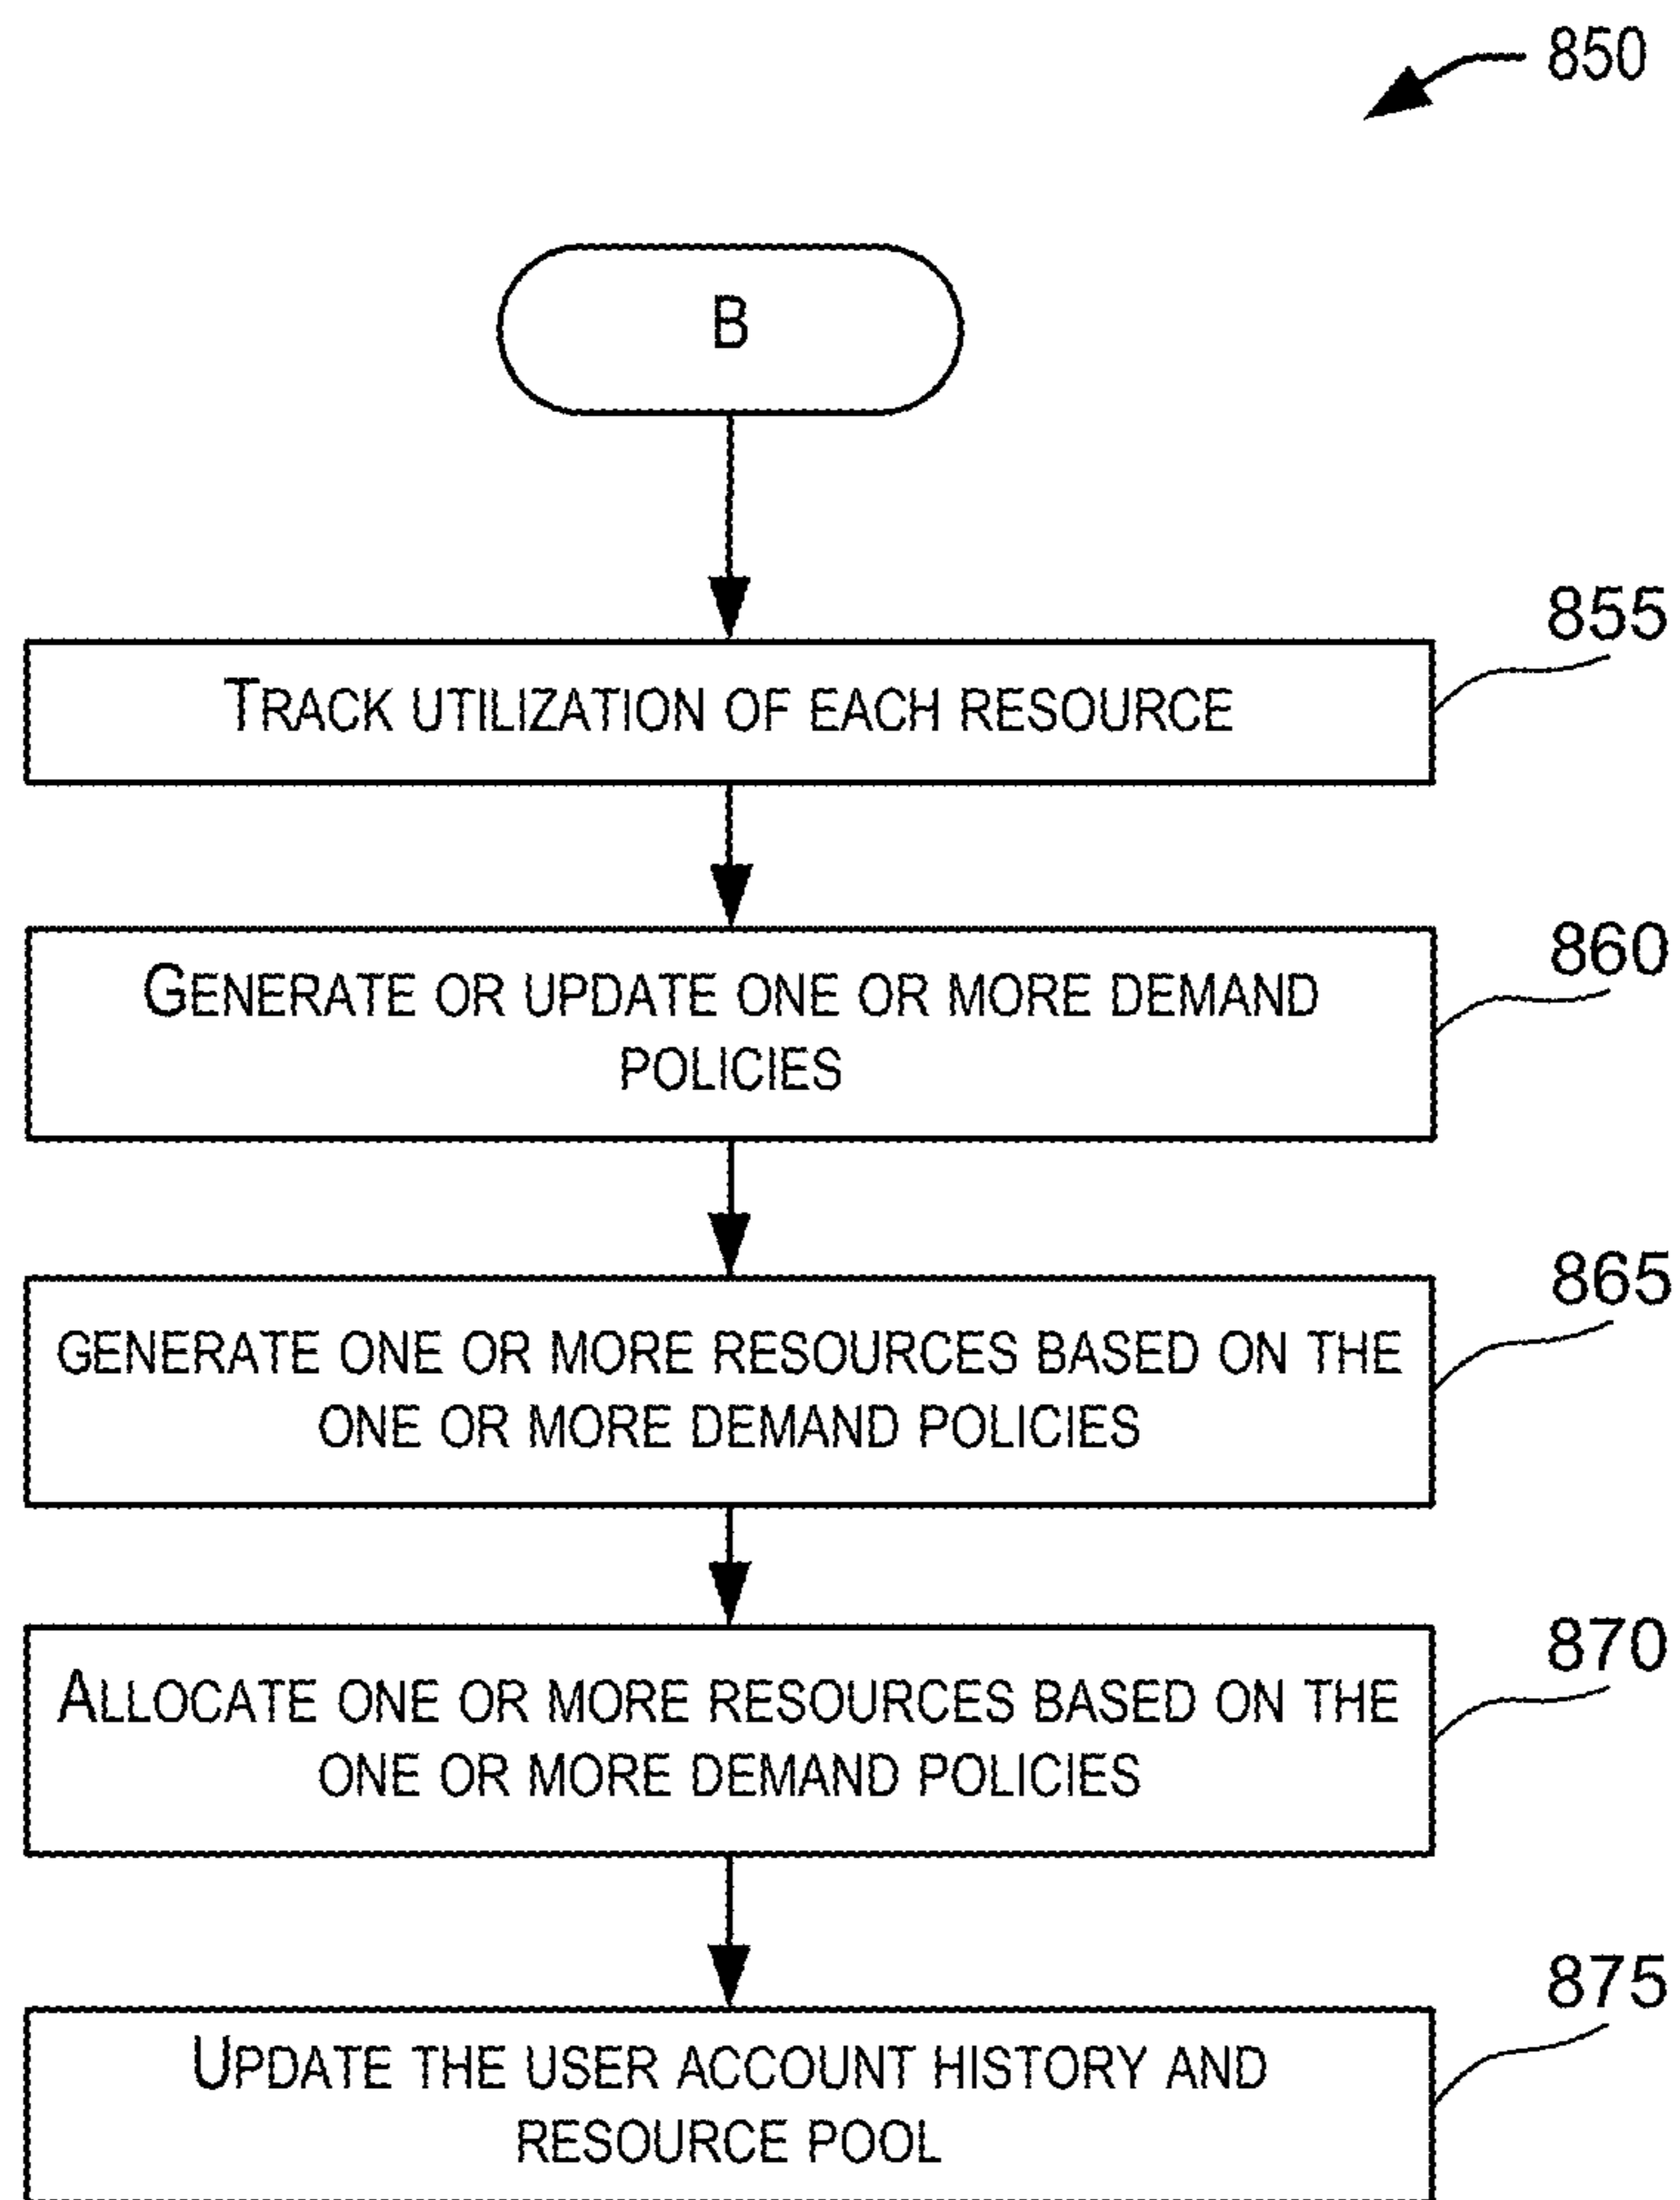 850
B
855
TRACK UTILIZATION OF EACH RESOURCE
860
GENERATE OR UPDATE ONE OR MORE DEMAND
POLICIES
865
GENERATE ONE OR MORE RESOURCES BASED ON THE
ONE OR MORE DEMAND POLICIES
870
ALLOCATE ONE OR MORE RESOURCES BASED ON THE
ONE OR MORE DEMAND POLICIES
875
UPDATE THE USER ACCOUNT HISTORY AND
RESOURCE POOL